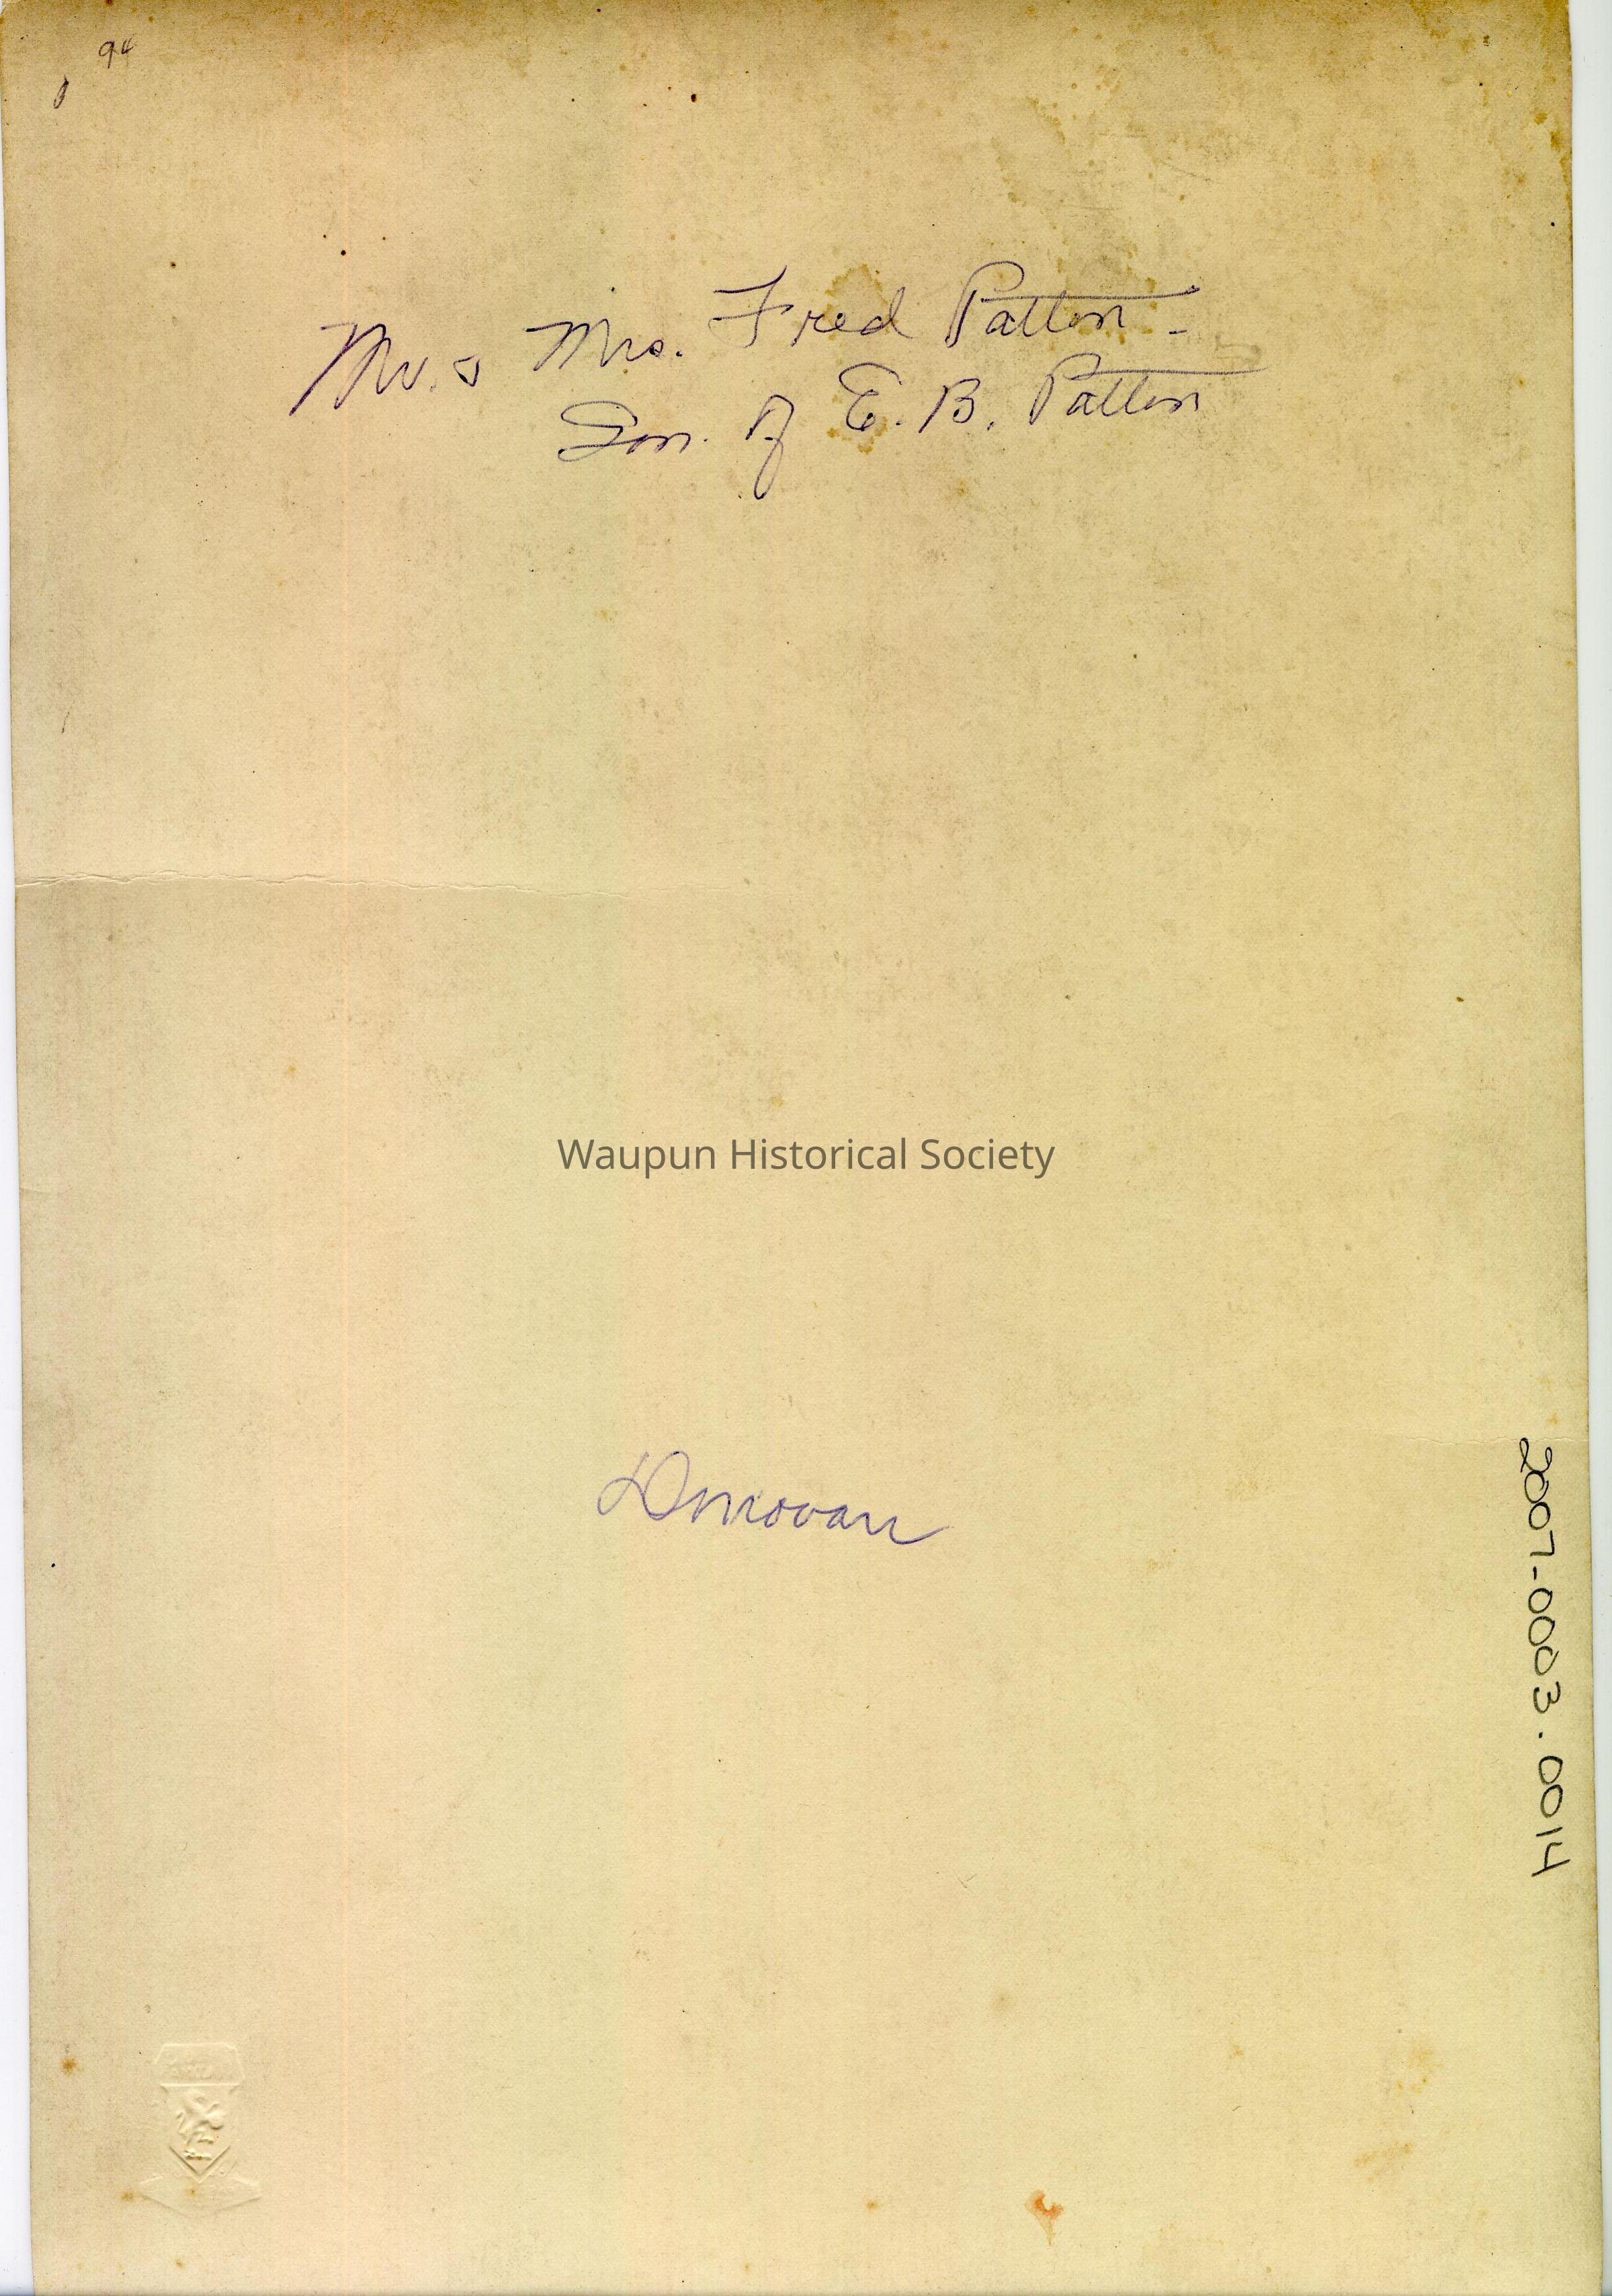 94
Mr. & Mrs. Fred Patton -
Son of E. B. Patton
Waupun Historical Society
Donovan
2007-0003.0014